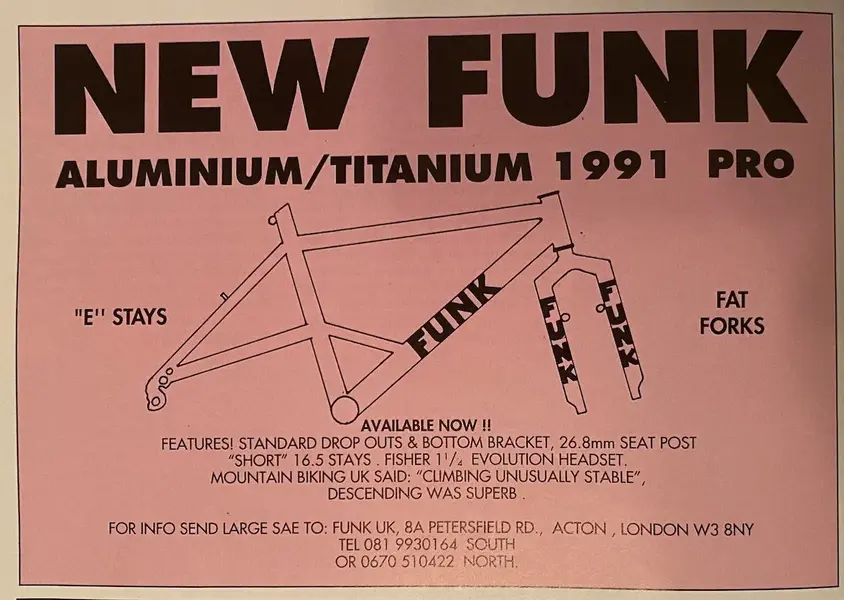 NEW FUNK
ALUMINIUM/TITANIUM 1991 PRO
"E" STAYS
FUNK
FUNK
FUNK
FAT
FORKS
AVAILABLE NOW !!
FEATURES! STANDARD DROP OUTS & BOTTOM BRACKET, 26.8mm SEAT POST
"SHORT" 16.5 STAYS . FISHER 1 1/4 EVOLUTION HEADSET.
MOUNTAIN BIKING UK SAID: "CLIMBING UNUSUALLY STABLE",
DESCENDING WAS SUPERB .
FOR INFO SEND LARGE SAE TO: FUNK UK, 8A PETERSFIELD RD., ACTON , LONDON W3 8NY
TEL 081 9930164 SOUTH
OR 0670 510422 NORTH.